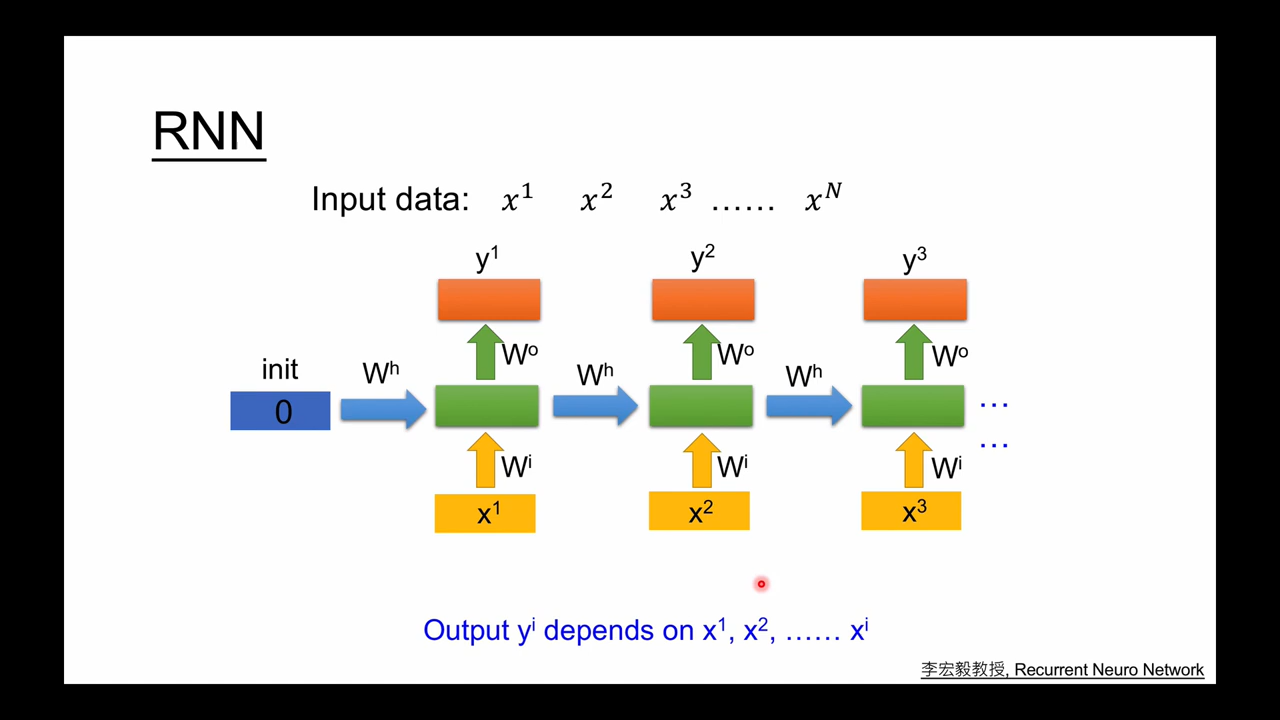 RNN
Input data: x¹ x² x³ …… xᴺ
y¹ y² y³
Wᵒ Wᵒ Wᵒ
init Wʰ Wʰ Wʰ
0 …
…
Wⁱ Wⁱ Wⁱ
x¹ x² x³
Output yⁱ depends on x¹, x², …… xⁱ
李宏毅教授, Recurrent Neuro Network